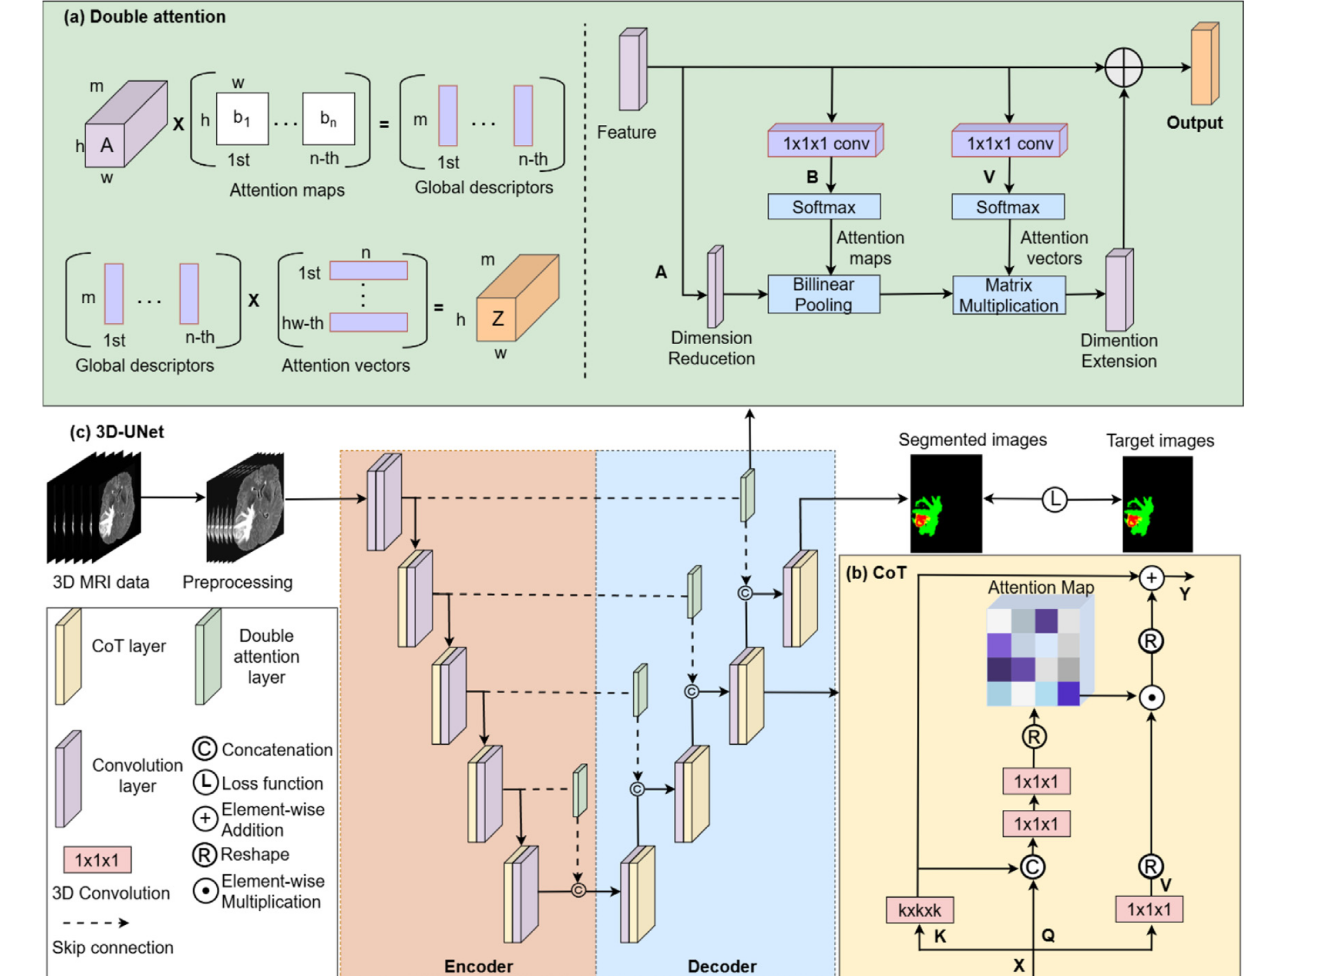 (a) Double attention
m
h
A
w
X
w
h
b1
...
bn
1st
n-th
Attention maps
=
m
...
1st
n-th
Global descriptors
m
...
1st
n-th
Global descriptors
X
n
1st
hw-th
Attention vectors
=
m
h
Z
w
Feature
Output
1x1x1 conv
1x1x1 conv
B
V
Softmax
Softmax
Attention
maps
Attention
vectors
A
Billinear
Pooling
Matrix
Multiplication
Dimension
Reducetion
Dimention
Extension
(c) 3D-UNet
3D MRI data
Preprocessing
Segmented images
Target images
L
CoT layer
Double
attention
layer
Convolution
layer
C Concatenation
L Loss function
+ Element-wise
Addition
R Reshape
Element-wise
Multiplication
1x1x1
3D Convolution
Skip connection
C
C
C
C
Encoder
Decoder
(b) CoT
Attention Map
+
Y
R
R
1x1x1
1x1x1
C
R
V
kxkxk
1x1x1
K
Q
X